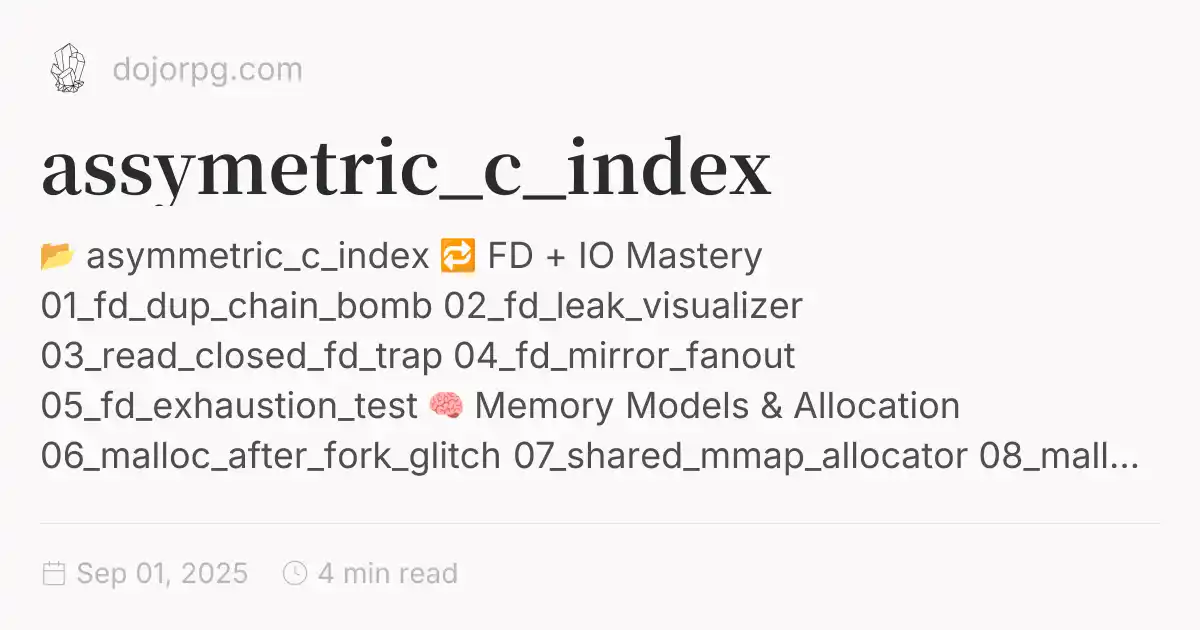 dojorpg.com
assymetric_c_index
📂 asymmetric_c_index 🔁 FD + IO Mastery
01_fd_dup_chain_bomb 02_fd_leak_visualizer
03_read_closed_fd_trap 04_fd_mirror_fanout
05_fd_exhaustion_test 🧠 Memory Models & Allocation
06_malloc_after_fork_glitch 07_shared_mmap_allocator 08_mall...
Sep 01, 2025 4 min read